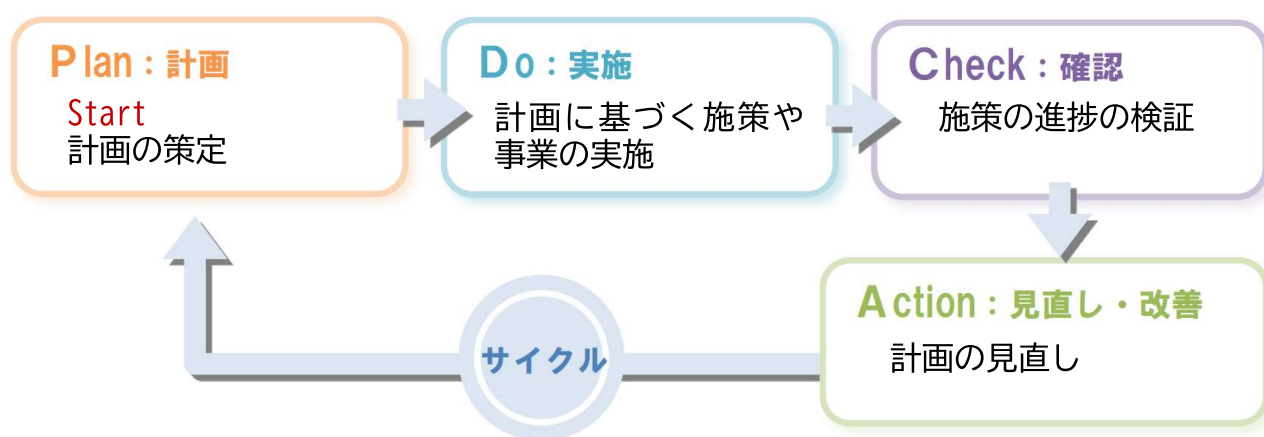 Plan：計画
Start
計画の策定
Do：実施
計画に基づく施策や
事業の実施
Check：確認
施策の進捗の検証
Action：見直し・改善
計画の見直し
サイクル